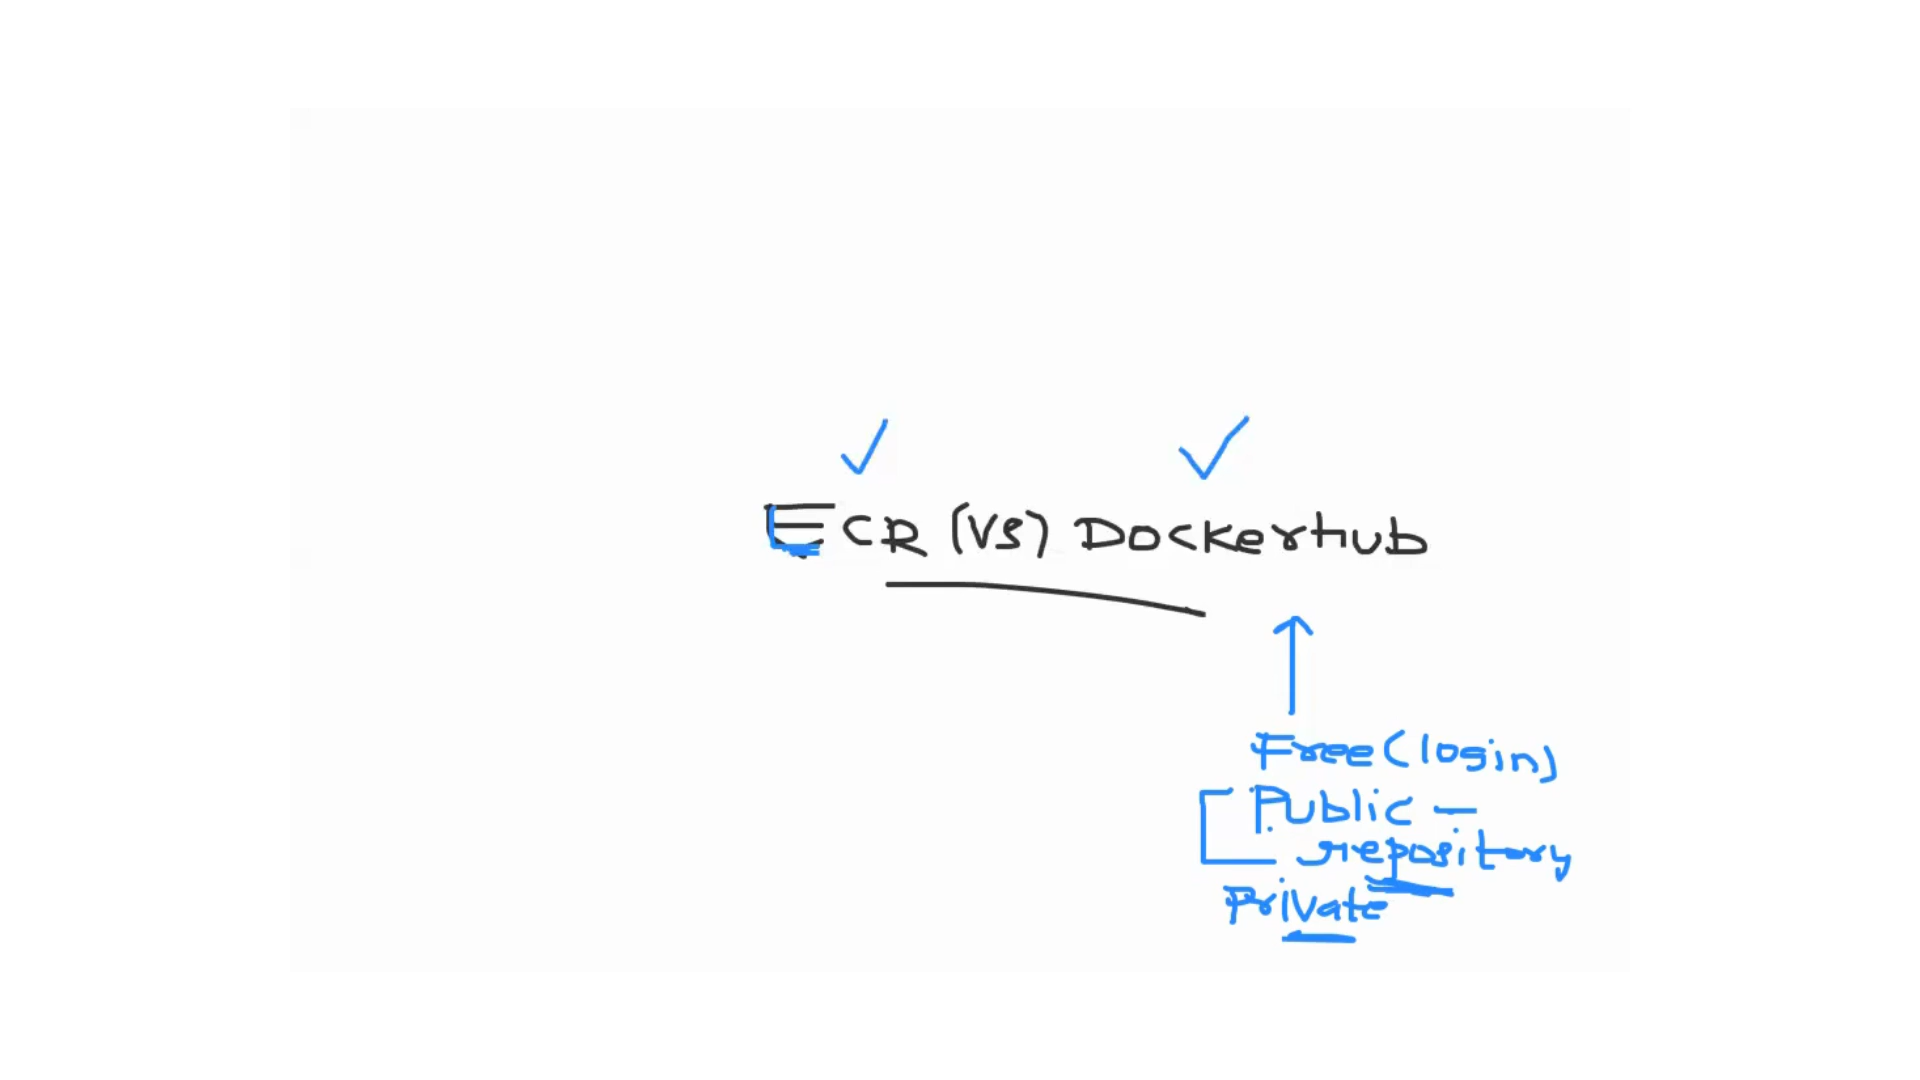 ECR (VS) Dockerhub
Free (login)
Public –
repository
Private